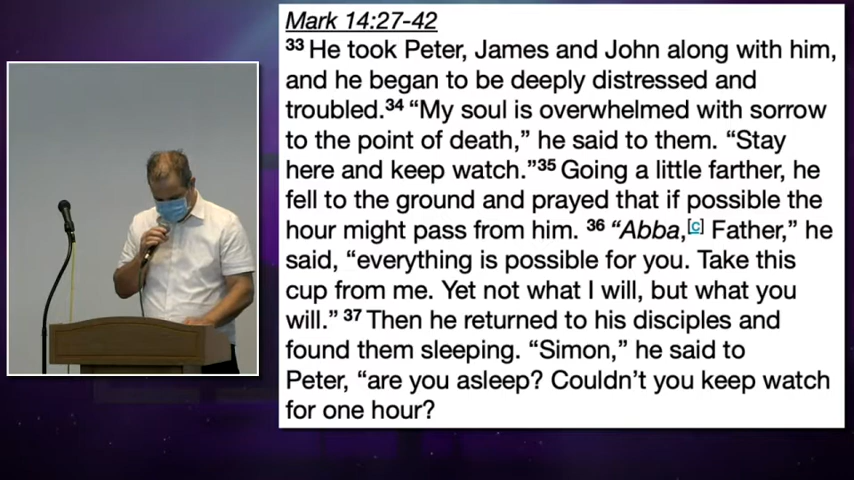 Mark 14:27-42
33 He took Peter, James and John along with him,
and he began to be deeply distressed and
troubled.34 “My soul is overwhelmed with sorrow
to the point of death,” he said to them. “Stay
here and keep watch.”35 Going a little farther, he
fell to the ground and prayed that if possible the
hour might pass from him. 36 “Abba,[c] Father,” he
said, “everything is possible for you. Take this
cup from me. Yet not what I will, but what you
will.” 37 Then he returned to his disciples and
found them sleeping. “Simon,” he said to
Peter, “are you asleep? Couldn’t you keep watch
for one hour?